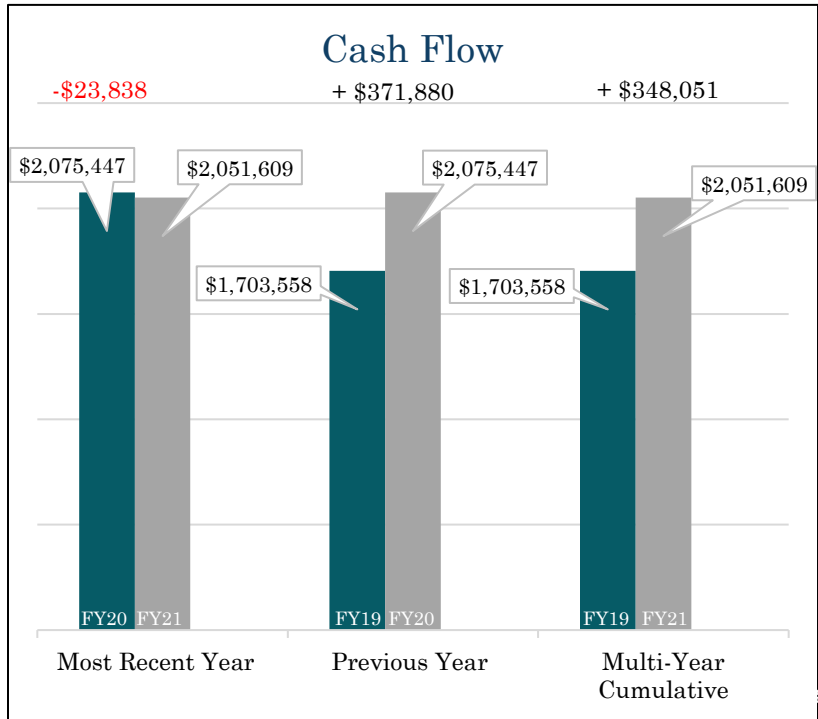 Cash Flow
-$23,838
+ $371,880
+ $348,051
$2,075,447
$2,051,609
$2,075,447
$2,051,609
$1,703,558
$1,703,558
FY20 FY21
FY19 FY20
FY19 FY21
Most Recent Year
Previous Year
Multi-Year
Cumulative